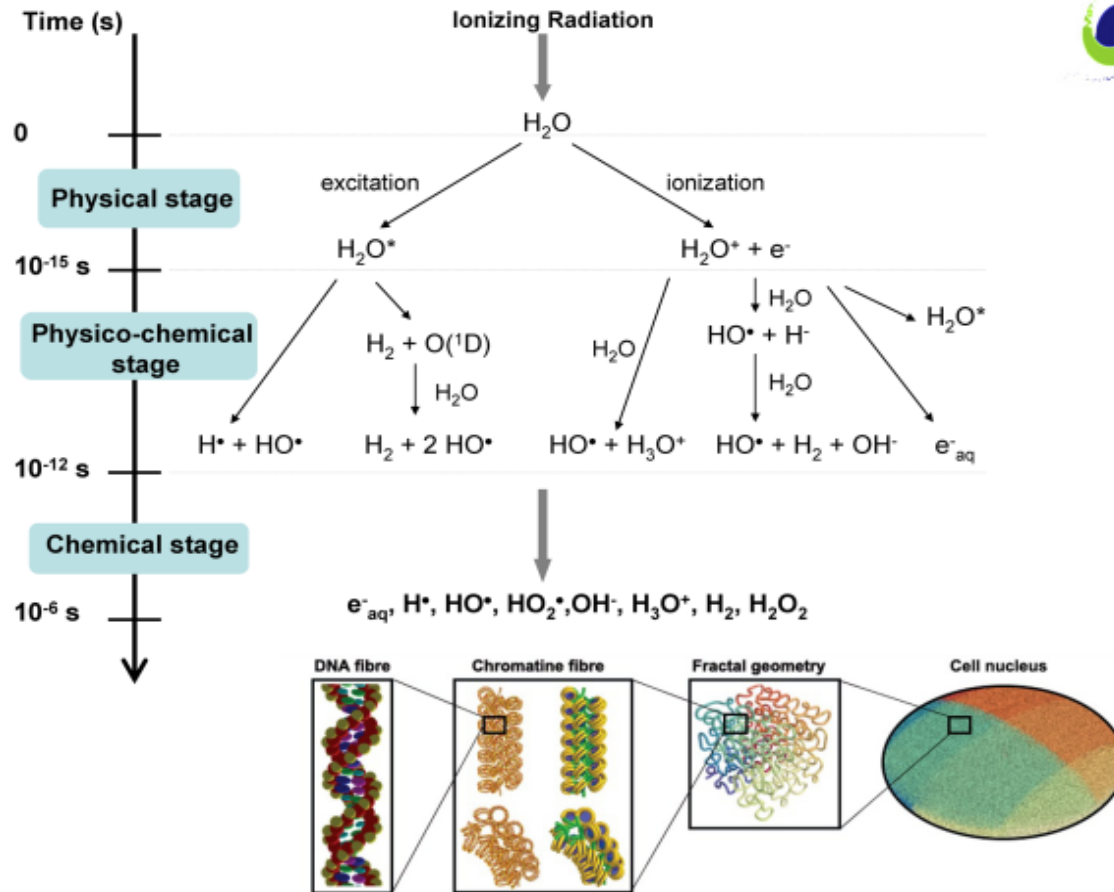 Time (s)
Ionizing Radiation
0
H₂O
excitation
ionization
Physical stage
H₂O*
H₂O⁺ + e⁻
10⁻¹⁵ s
H₂O
H₂O*
Physico-chemical
stage
H₂ + O(¹D)
H₂O
HO• + H⁻
H₂O
H₂O
H• + HO•
H₂ + 2 HO•
HO• + H₃O⁺
HO• + H₂ + OH⁻
e⁻aq
10⁻¹² s
Chemical stage
10⁻⁶ s
e⁻aq, H•, HO•, HO₂•,OH⁻, H₃O⁺, H₂, H₂O₂
DNA fibre
Chromatine fibre
Fractal geometry
Cell nucleus